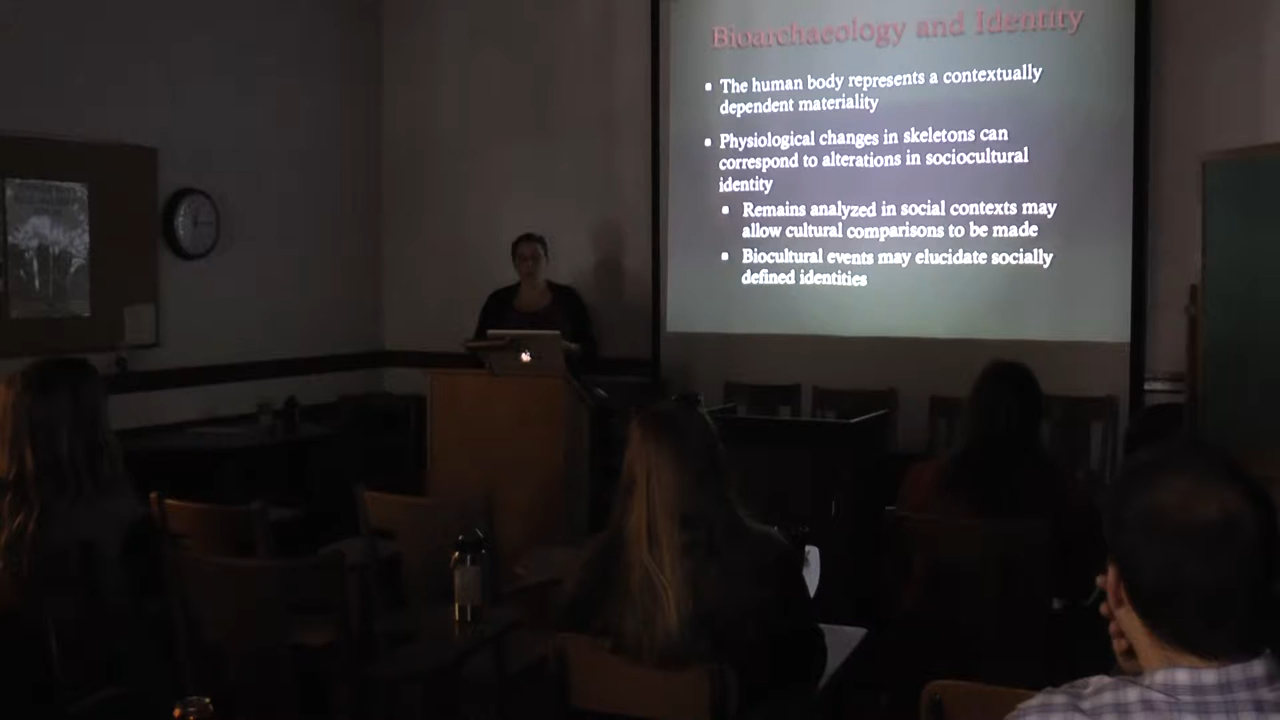 Bioarchaeology and Identity
The human body represents a contextually
dependent materiality
Physiological changes in skeletons can
correspond to alterations in sociocultural
identity
Remains analyzed in social contexts may
allow cultural comparisons to be made
Biocultural events may elucidate socially
defined identities